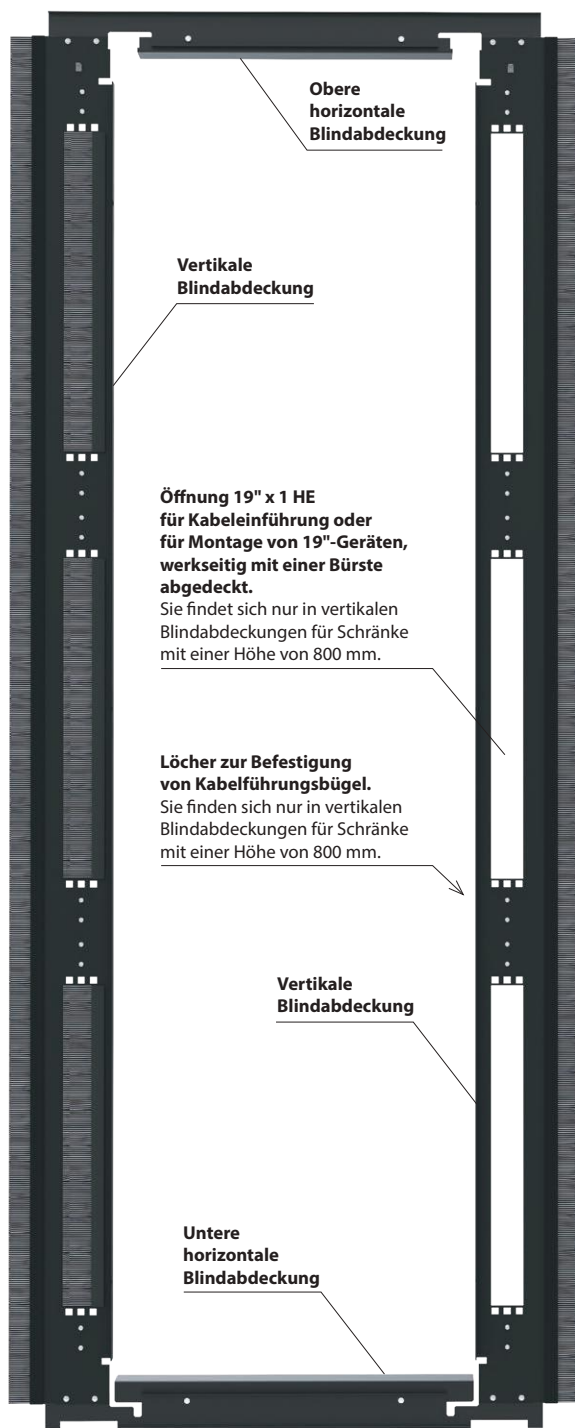 Obere
horizontale
Blindabdeckung
Vertikale
Blindabdeckung
Öffnung 19" x 1 HE
für Kabeleinführung oder
für Montage von 19"-Geräten,
werkseitig mit einer Bürste
abgedeckt.
Sie findet sich nur in vertikalen
Blindabdeckungen für Schränke
mit einer Höhe von 800 mm.
Löcher zur Befestigung
von Kabelführungsbügel.
Sie finden sich nur in vertikalen
Blindabdeckungen für Schränke
mit einer Höhe von 800 mm.
Vertikale
Blindabdeckung
Untere
horizontale
Blindabdeckung